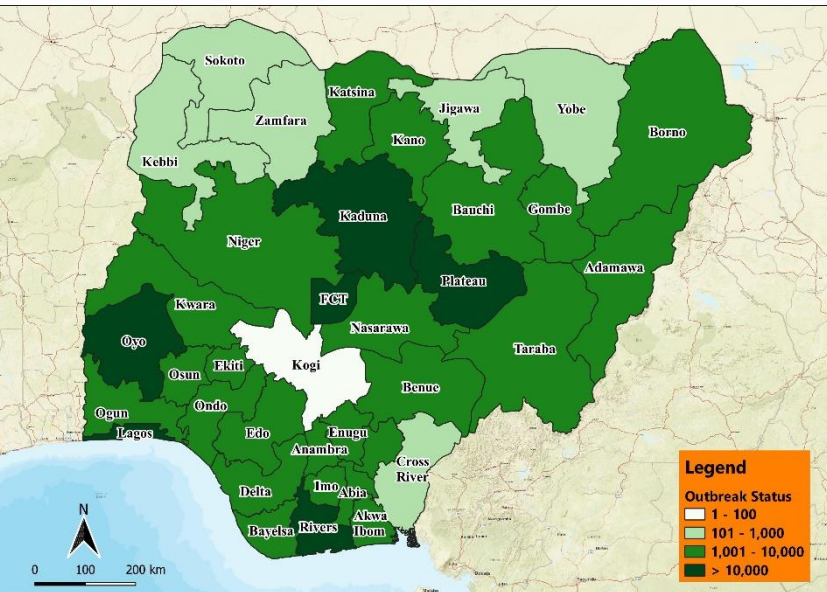 Sokoto
Katsina
Zamfara
Jigawa
Yobe
Borno
Kano
Kebbi
Kaduna
Bauchi
Gombe
Niger
Adamawa
Plateau
FCT
Kwara
Nasarawa
Oyo
Taraba
Kogi
Ekiti
Osun
Benue
Ondo
Ogun
Lagos
Edo
Enugu
Anambra
Cross
River
Delta
Imo
Abia
Akwa
Ibom
Bayelsa
Rivers
N
0 100 200 km
Legend
Outbreak Status
1 - 100
101 - 1,000
1,001 - 10,000
> 10,000